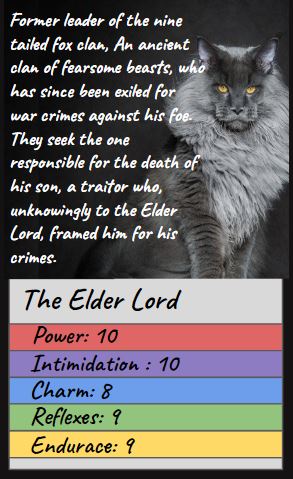 Former leader of the nine
tailed fox clan, An ancient
clan of fearsome beasts, who
has since been exiled for
war crimes against his foe.
They seek the one
responsible for the death of
his son, a traitor who,
unknowingly to the Elder
Lord, framed him for his
crimes.
The Elder Lord
Power: 10
Intimidation : 10
Charm: 8
Reflexes: 9
Endurace: 9